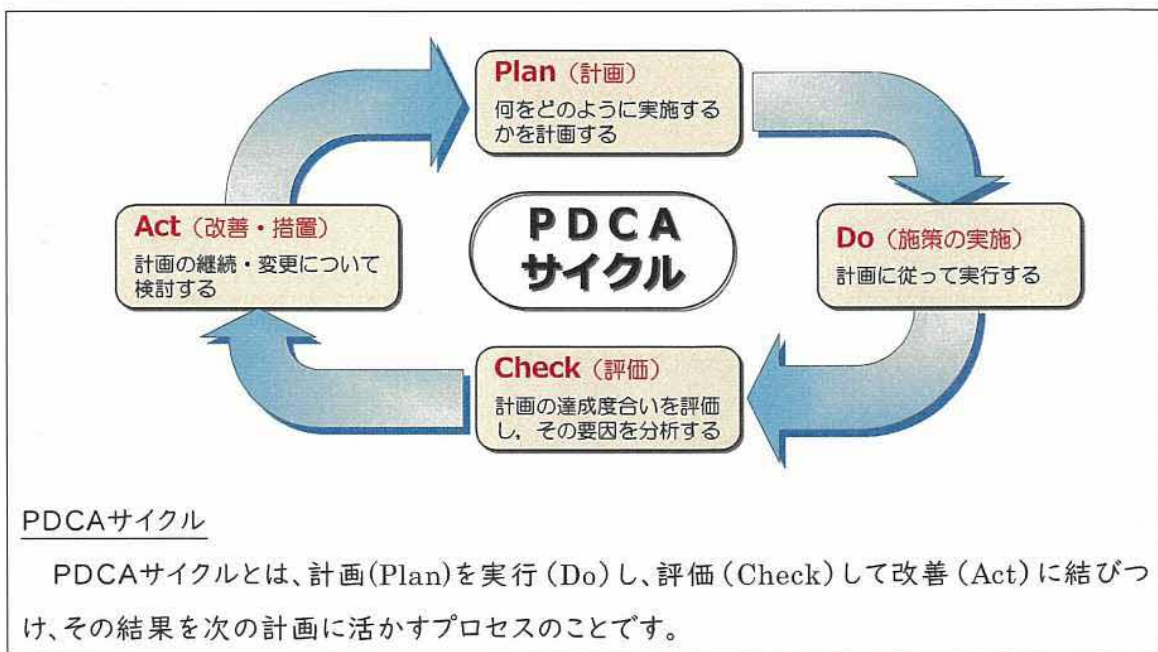 Plan（計画）
何をどのように実施する
かを計画する
Act（改善・措置）
計画の継続・変更について
検討する
PDCA
サイクル
Do（施策の実施）
計画に従って実行する
Check（評価）
計画の達成度合いを評価
し，その要因を分析する
PDCAサイクル
PDCAサイクルとは、計画(Plan)を実行(Do)し、評価(Check)して改善(Act)に結びつ
け、その結果を次の計画に活かすプロセスのことです。